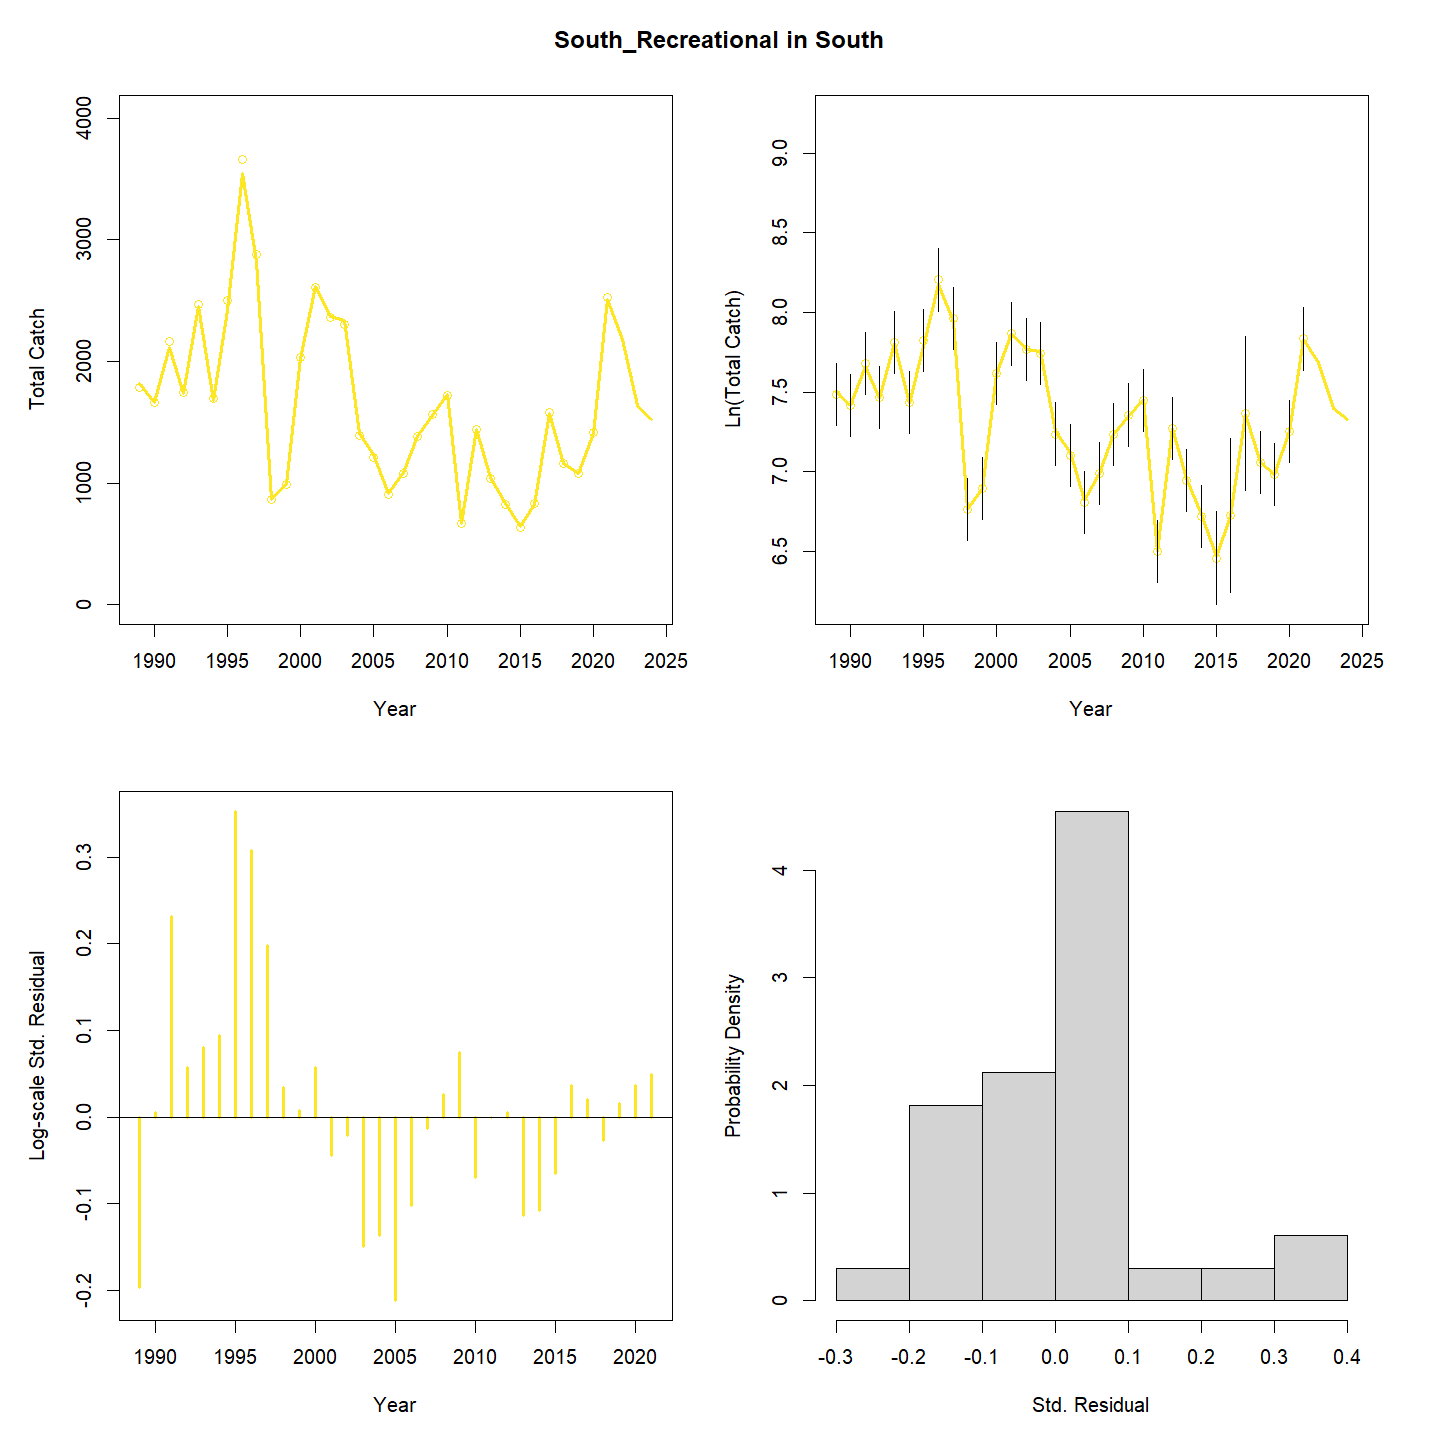 South_Recreational in South
Total Catch
0 1000 2000 3000 4000
1990 1995 2000 2005 2010 2015 2020 2025
Year
Ln(Total Catch)
6.5 7.0 7.5 8.0 8.5 9.0
1990 1995 2000 2005 2010 2015 2020 2025
Year
Log-scale Std. Residual
-0.2 -0.1 0.0 0.1 0.2 0.3
1990 1995 2000 2005 2010 2015 2020
Year
Probability Density
0 1 2 3 4
-0.3 -0.2 -0.1 0.0 0.1 0.2 0.3 0.4
Std. Residual